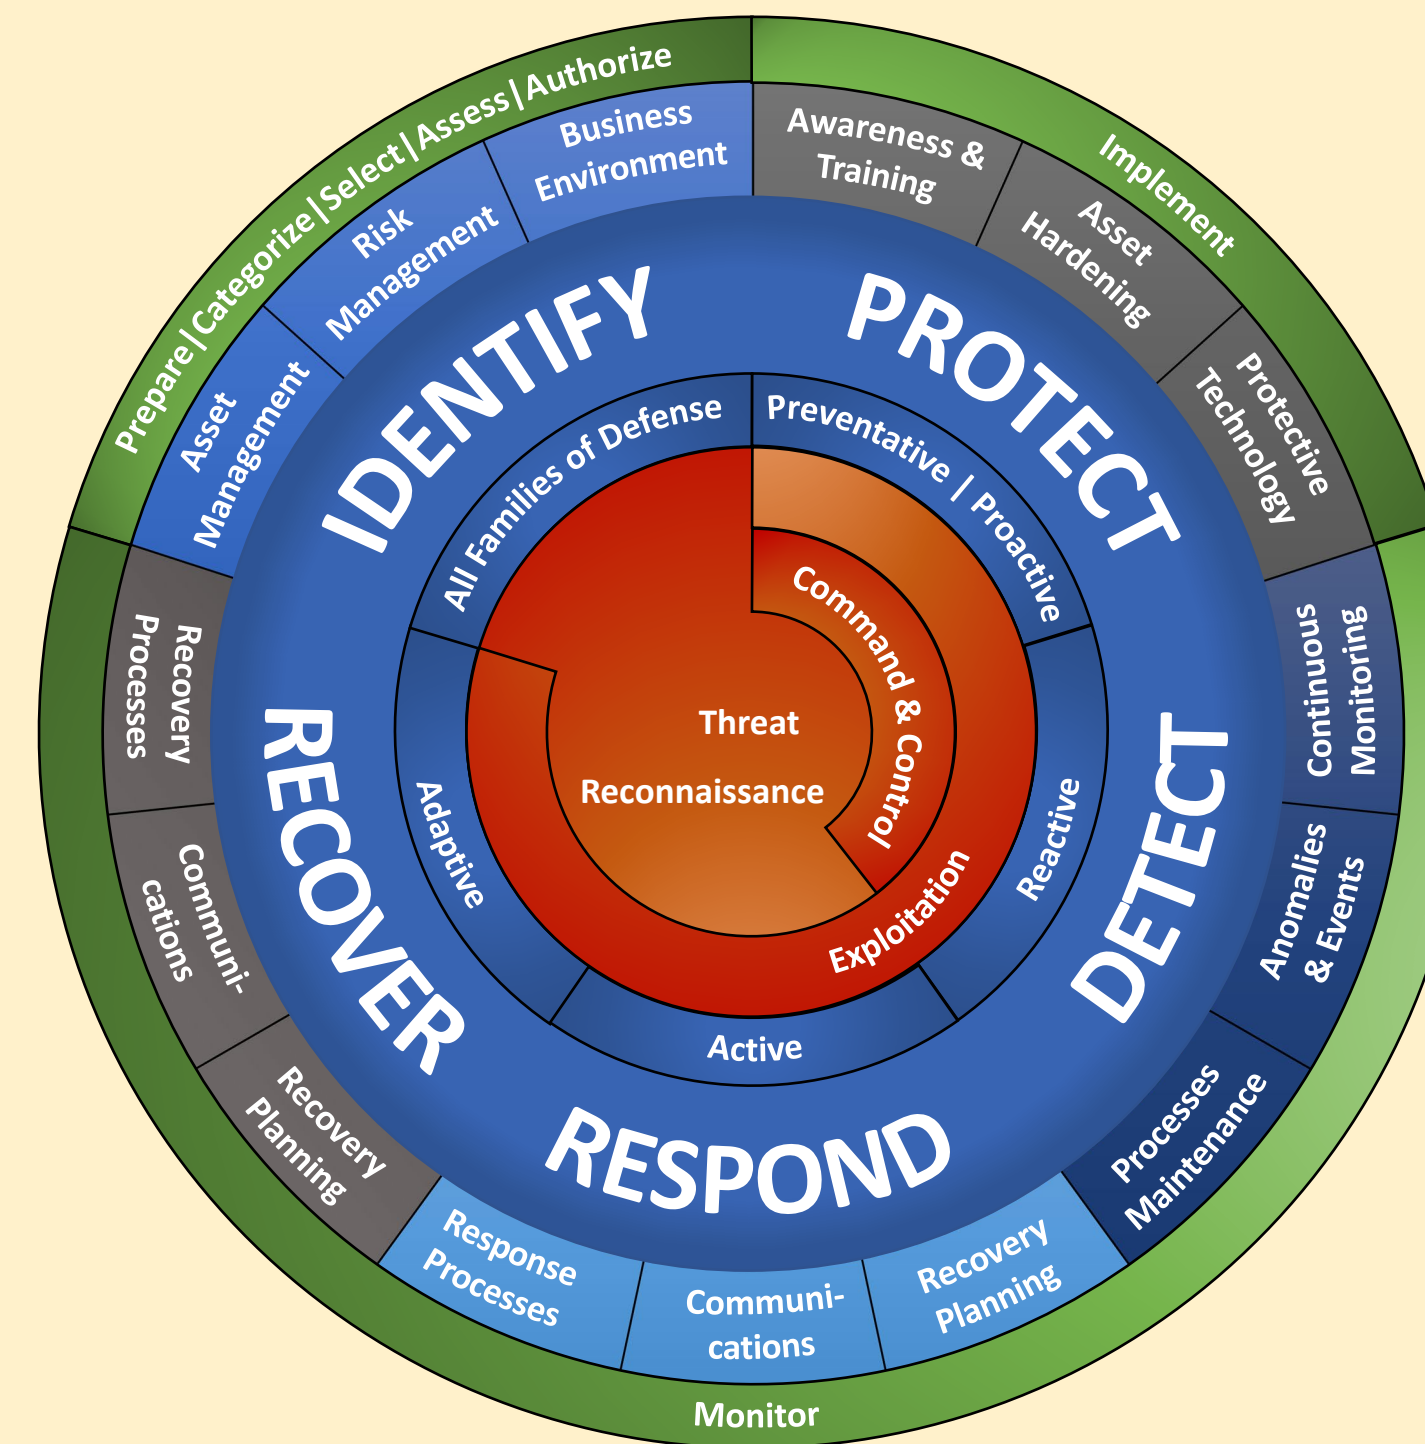 Prepare|Categorize|Select|Assess|Authorize
Implement
Monitor
Business
Environment
Risk
Management
Asset
Management
Awareness &
Training
Asset
Hardening
Protective
Technology
Continuous
Monitoring
Anomalies
& Events
Processes
Maintenance
Recovery
Planning
Communi-
cations
Response
Processes
Recovery
Planning
Communi-
cations
Recovery
Processes
IDENTIFY
PROTECT
DETECT
RESPOND
RECOVER
All Families of Defense
Preventative | Proactive
Reactive
Active
Adaptive
Command & Control
Exploitation
Threat
Reconnaissance